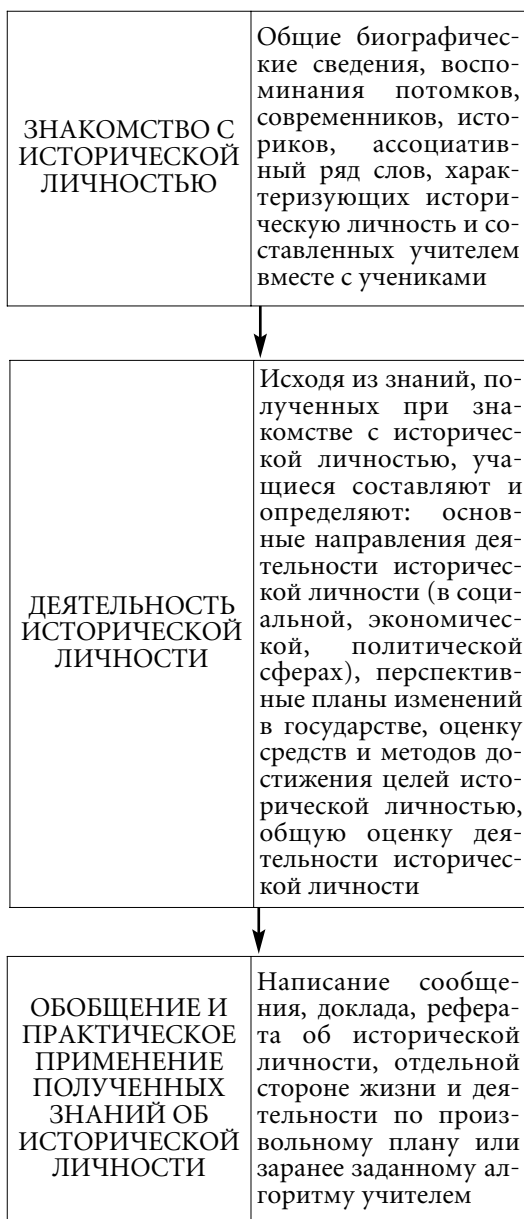 ЗНАКОМСТВО С
ИСТОРИЧЕСКОЙ
ЛИЧНОСТЬЮ
Общие биографичес-
кие сведения, воспо-
минания потомков,
современников, исто-
риков, ассоциатив-
ный ряд слов, харак-
теризующих истори-
ческую личность и со-
ставленных учителем
вместе с учениками
ДЕЯТЕЛЬНОСТЬ
ИСТОРИЧЕСКОЙ
ЛИЧНОСТИ
Исходя из знаний, по-
лученных при зна-
комстве с историчес-
кой личностью, уча-
щиеся составляют и
определяют: основ-
ные направления дея-
тельности историчес-
кой личности (в соци-
альной, экономичес-
кой, политической
сферах), перспектив-
ные планы изменений
в государстве, оценку
средств и методов до-
стижения целей исто-
рической личностью,
общую оценку дея-
тельности историчес-
кой личности
ОБОБЩЕНИЕ И
ПРАКТИЧЕСКОЕ
ПРИМЕНЕНИЕ
ПОЛУЧЕННЫХ
ЗНАНИЙ ОБ
ИСТОРИЧЕСКОЙ
ЛИЧНОСТИ
Написание сообще-
ния, доклада, рефера-
та об исторической
личности, отдельной
стороне жизни и дея-
тельности по произ-
вольному плану или
заранее заданному ал-
горитму учителем